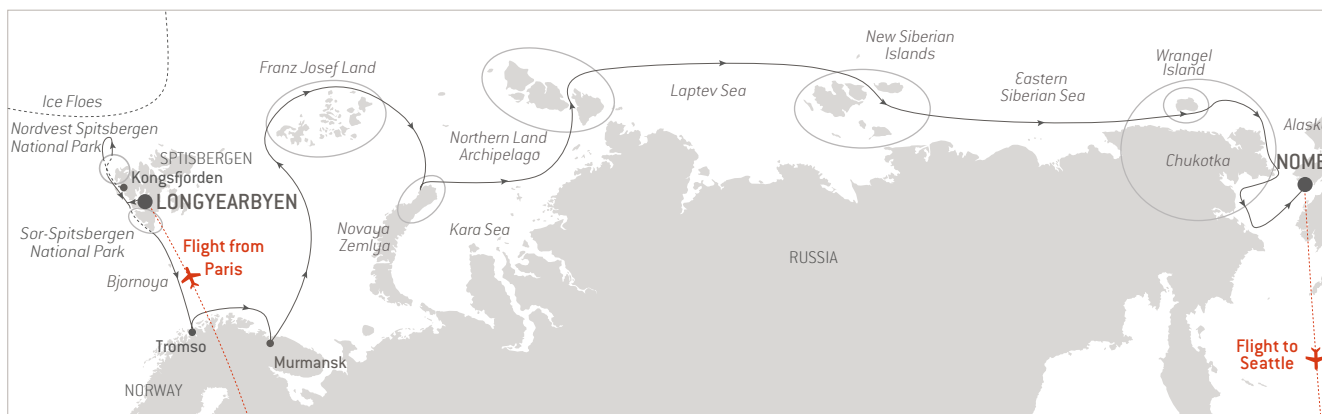 Ice Floes
Nordvest Spitsbergen
National Park
SPTISBERGEN
Kongsfjorden
LONGYEARBYEN
Sor-Spitsbergen
National Park
Flight from
Paris
Bjornoya
Tromso
Murmansk
NORWAY
Franz Josef Land
Novaya
Zemlya
Kara Sea
Northern Land
Archipelago
Laptev Sea
New Siberian
Islands
Eastern
Siberian Sea
Wrangel
Island
Chukotka
Alaska
NOME
RUSSIA
Flight to
Seattle